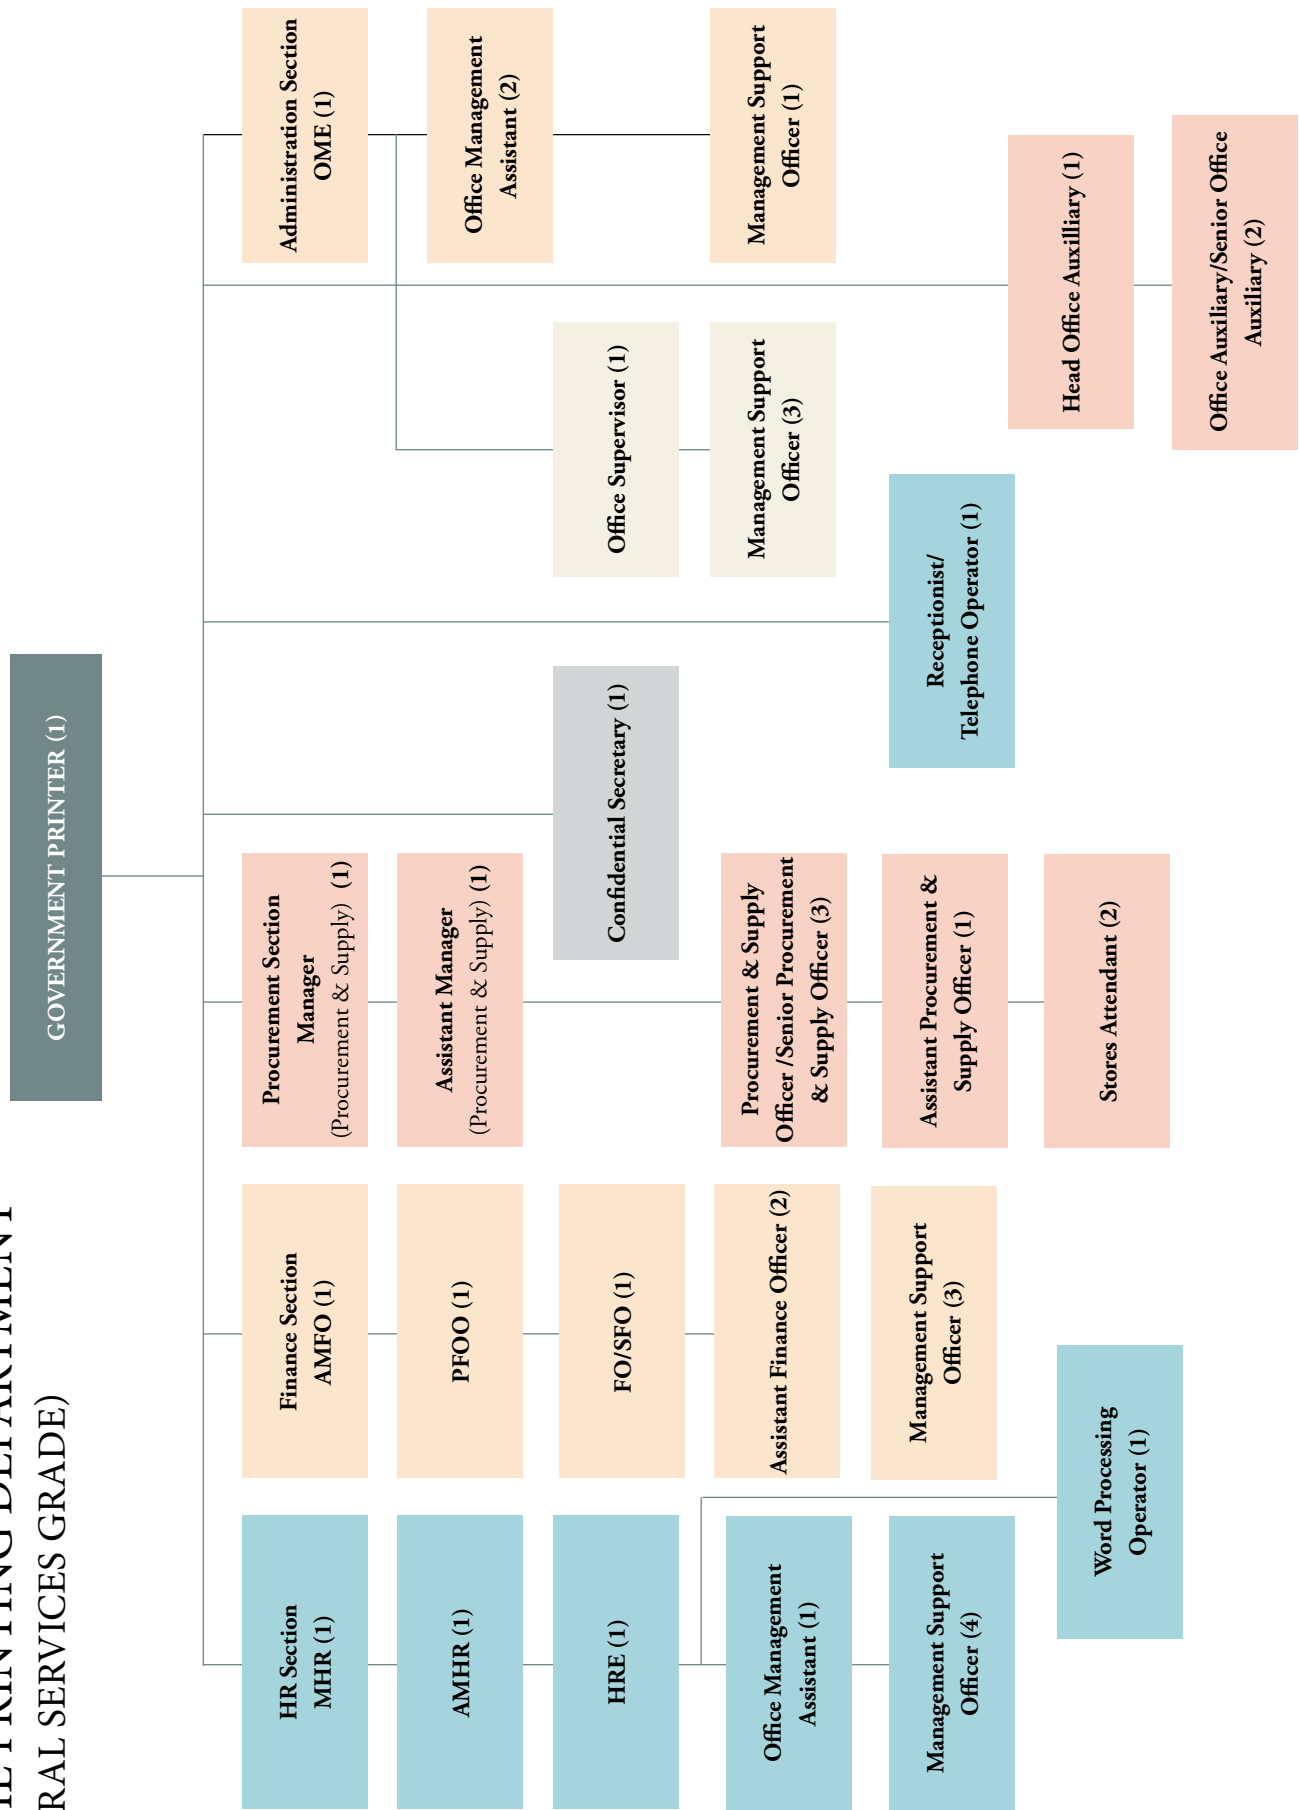 PRINTING DEPARTMENT
RAL SERVICES GRADE)
GOVERNMENT PRINTER (1)
HR Section
MHR (1)
AMHR (1)
HRE (1)
Office Management
Assistant (1)
Management Support
Officer (4)
Word Processing
Operator (1)
Finance Section
AMFO (1)
PFOO (1)
FO/SFO (1)
Assistant Finance Officer (2)
Management Support
Officer (3)
Procurement Section
Manager
(Procurement & Supply) (1)
Assistant Manager
(Procurement & Supply) (1)
Procurement & Supply
Officer /Senior Procurement
& Supply Officer (3)
Assistant Procurement &
Supply Officer (1)
Stores Attendant (2)
Confidential Secretary (1)
Receptionist/
Telephone Operator (1)
Office Supervisor (1)
Management Support
Officer (3)
Head Office Auxilliary (1)
Office Auxiliary/Senior Office
Auxiliary (2)
Administration Section
OME (1)
Office Management
Assistant (2)
Management Support
Officer (1)